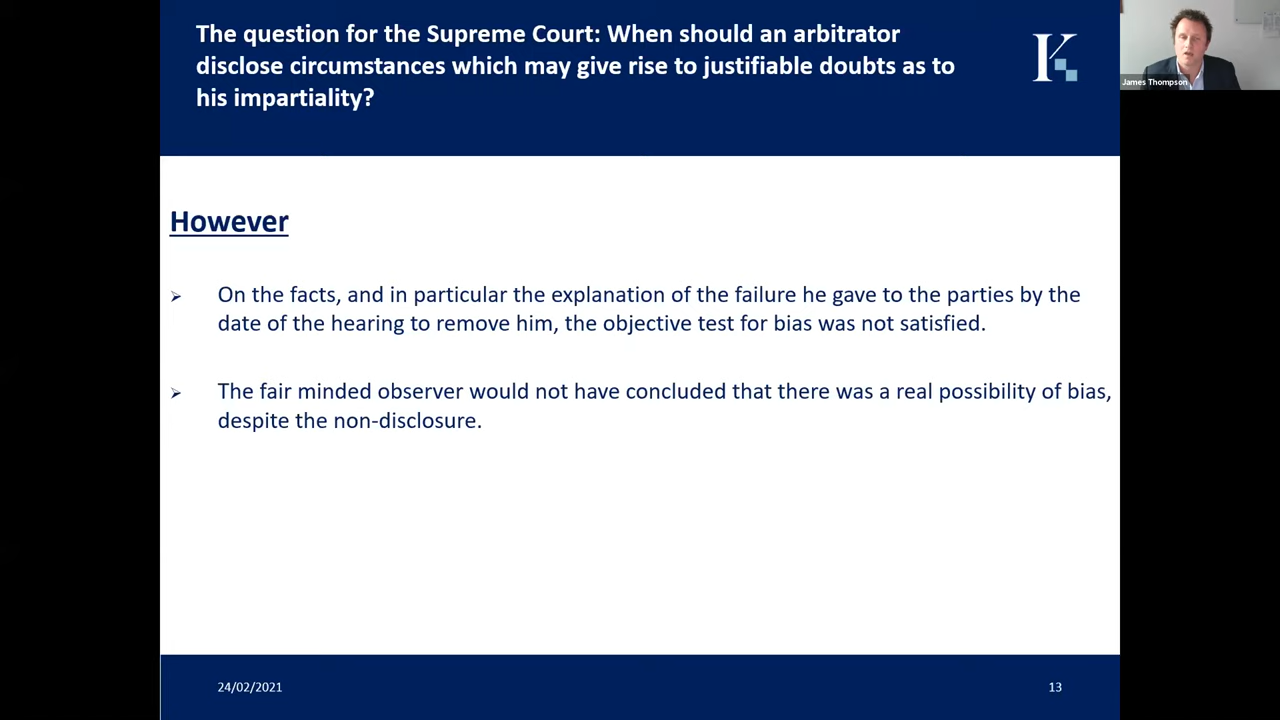 The question for the Supreme Court: When should an arbitrator
disclose circumstances which may give rise to justifiable doubts as to
his impartiality?
K
James Thompson
However
➢ On the facts, and in particular the explanation of the failure he gave to the parties by the
date of the hearing to remove him, the objective test for bias was not satisfied.
➢ The fair minded observer would not have concluded that there was a real possibility of bias,
despite the non-disclosure.
24/02/2021
13